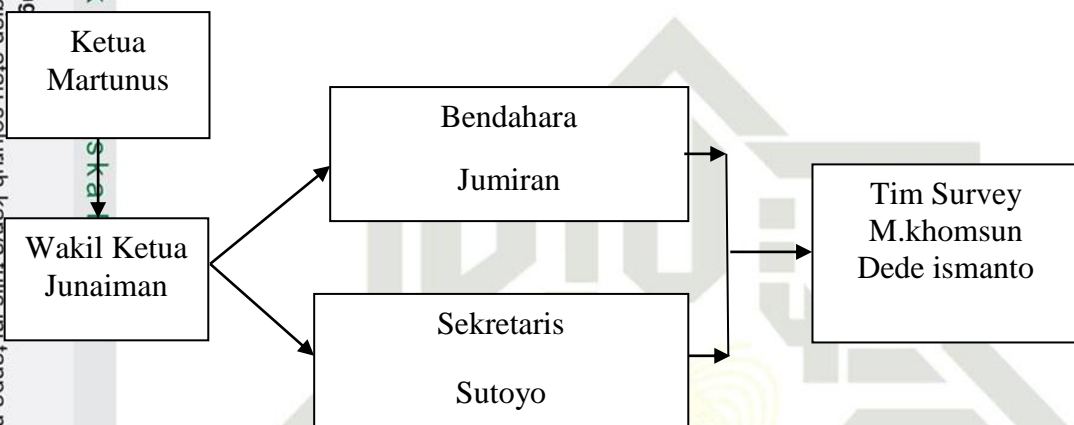 Ketua
Martunus
Wakil Ketua
Junaiman
Bendahara
Jumiran
Sekretaris
Sutoyo
Tim Survey
M.khomsun
Dede ismanto